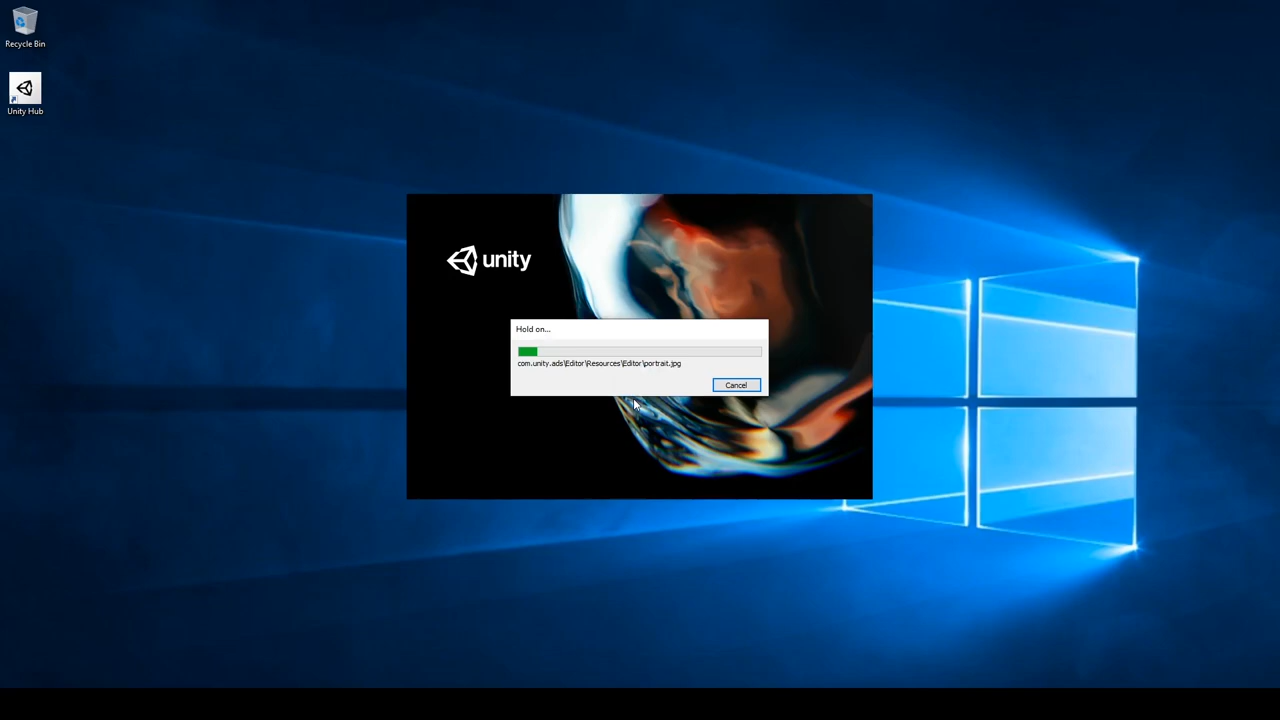 Recycle Bin
Unity Hub
unity
Hold on...
com.unity.ads\Editor\Resources\Editor\portrait.jpg
Cancel